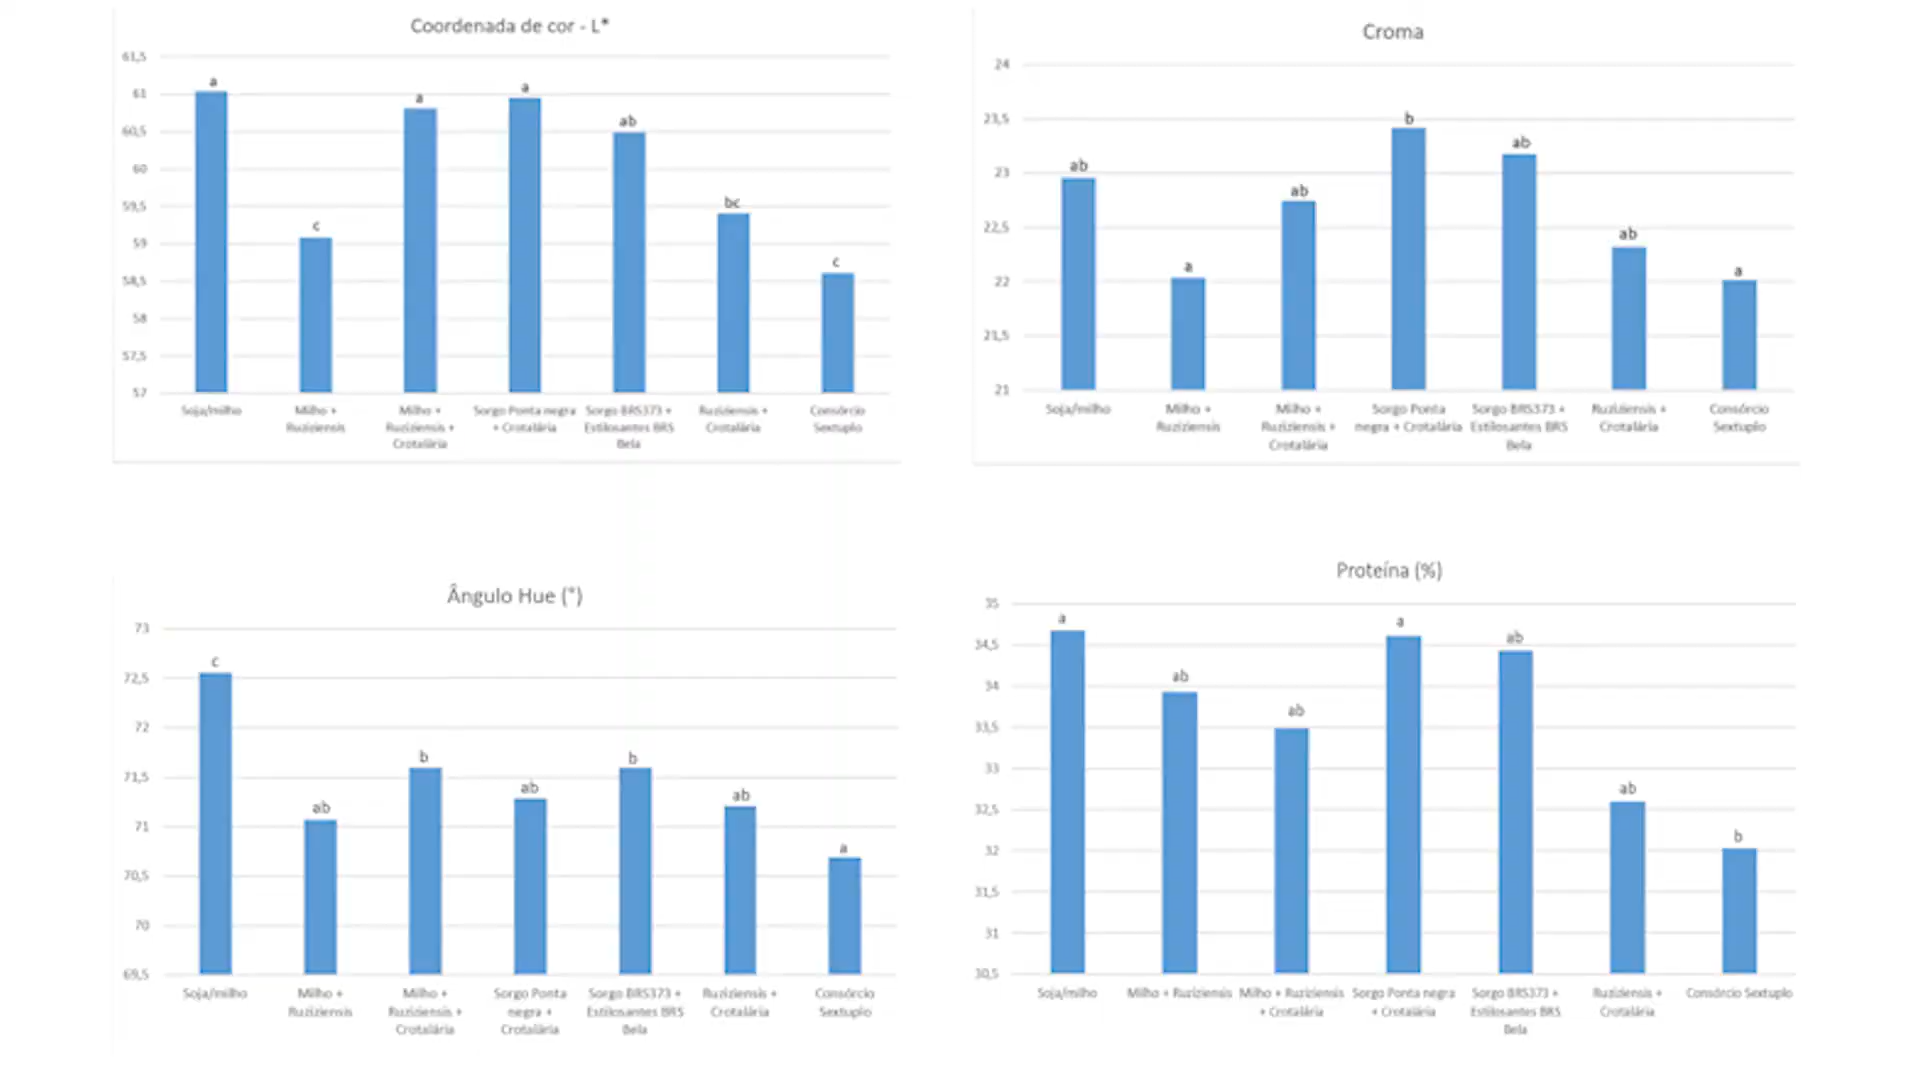 Coordenada de cor - L*
61,5
61
60,5
60
59,5
59
58,5
58
57,5
57
a
c
a
a
ab
bc
c
Soja/milho
Milho +
Ruziziensis
Milho +
Ruziziensis +
Crotalária
Sorgo Ponta negra
+ Crotalária
Sorgo BRS373 +
Estilosantes BRS
Bela
Ruziziensis +
Crotalária
Consórcio
Sextuplo
Croma
24
23,5
23
22,5
22
21,5
21
ab
a
ab
b
ab
ab
a
Soja/milho
Milho +
Ruziziensis
Milho +
Ruziziensis +
Crotalária
Sorgo Ponta
negra + Crotalária
Sorgo BRS373 +
Estilosantes BRS
Bela
Ruziziensis +
Crotalária
Consórcio
Sextuplo
Ângulo Hue (°)
73
72,5
72
71,5
71
70,5
70
69,5
c
ab
b
ab
b
ab
a
Soja/milho
Milho +
Ruziziensis
Milho +
Ruziziensis +
Crotalária
Sorgo Ponta
negra +
Crotalária
Sorgo BRS373 +
Estilosantes BRS
Bela
Ruziziensis +
Crotalária
Consórcio
Sextuplo
Proteína (%)
35
34,5
34
33,5
33
32,5
32
31,5
31
30,5
a
ab
ab
a
ab
ab
b
Soja/milho
Milho + Ruziziensis
Milho + Ruziziensis
+ Crotalária
Sorgo Ponta negra
+ Crotalária
Sorgo BRS373 +
Estilosantes BRS
Bela
Ruziziensis +
Crotalária
Consórcio Sextuplo